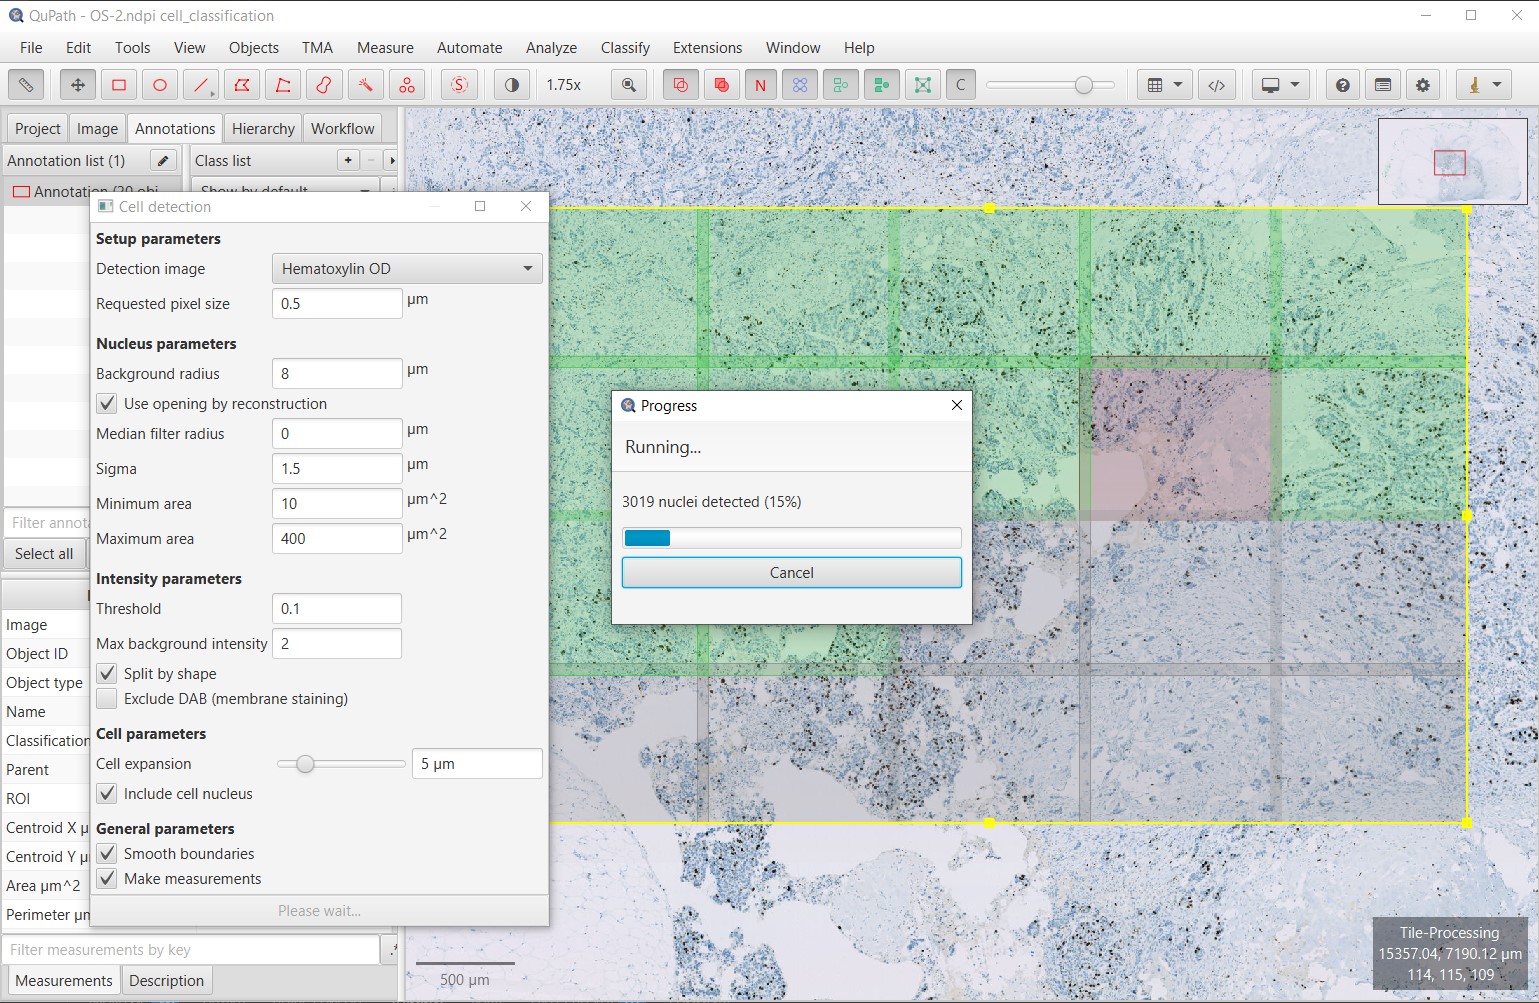 QuPath - OS-2.ndpi cell_classification
File Edit Tools View Objects TMA Measure Automate Analyze Classify Extensions Window Help
S 1.75x N C
Project Image Annotations Hierarchy Workflow
Annotation list (1) Class list + -
Annotation (20 obj
Show by default
Cell detection
Setup parameters
Detection image Hematoxylin OD
Requested pixel size 0.5 µm
Nucleus parameters
Background radius 8 µm
Use opening by reconstruction
Median filter radius 0 µm
Sigma 1.5 µm
Minimum area 10 µm^2
Maximum area 400 µm^2
Intensity parameters
Threshold 0.1
Max background intensity 2
Split by shape
Exclude DAB (membrane staining)
Cell parameters
Cell expansion 5 µm
Include cell nucleus
General parameters
Smooth boundaries
Make measurements
Please wait...
Progress
Running...
3019 nuclei detected (15%)
Cancel
Filter annota
Select all
Image
Object ID
Object type
Name
Classification
Parent
ROI
Centroid X µ
Centroid Y µ
Area µm^2
Perimeter µm
Filter measurements by key
Measurements Description
500 µm
Tile-Processing
15357.04, 7190.12 µm
114, 115, 109